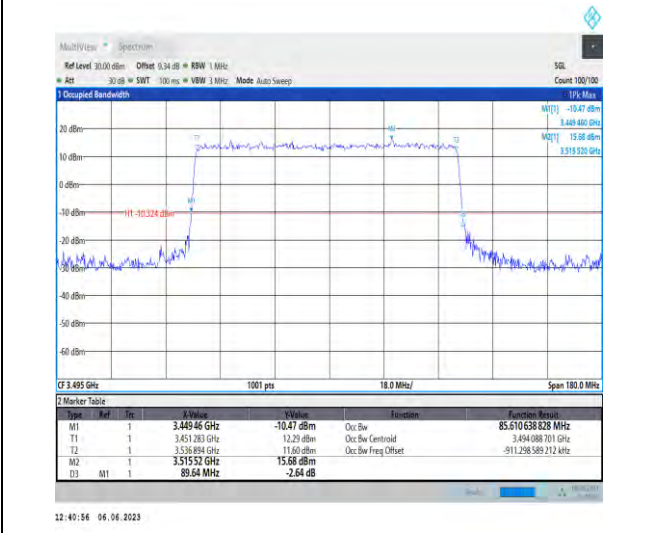 MultiView Spectrum
Ref Level 30.00 dBm Offset 9.34 dB RBW 1 MHz SGL
Att 30 dB SWT 100 ms VBW 3 MHz Mode Auto Sweep Count 100/100
1 Occupied Bandwidth 1Pk Max
M1[1] -10.47 dBm
3.449 460 GHz
M2[1] 15.68 dBm
3.515 520 GHz
20 dBm
T1 M2 T2
10 dBm
0 dBm
M1
-10 dBm H1 -10.324 dBm
-20 dBm
-30 dBm
-40 dBm
-50 dBm
-60 dBm
CF 3.495 GHz 1001 pts 18.0 MHz/ Span 180.0 MHz
2 Marker Table
Type Ref Trc X-Value Y-Value Function Function Result
M1 1 3.449 46 GHz -10.47 dBm Occ Bw 85.610 638 828 MHz
T1 1 3.451 283 GHz 12.29 dBm Occ Bw Centroid 3.494 088 701 GHz
T2 1 3.536 894 GHz 11.60 dBm Occ Bw Freq Offset -911.298 589 212 kHz
M2 1 3.515 52 GHz 15.68 dBm
D3 M1 1 89.64 MHz -2.64 dB
12:40:56 06.06.2023